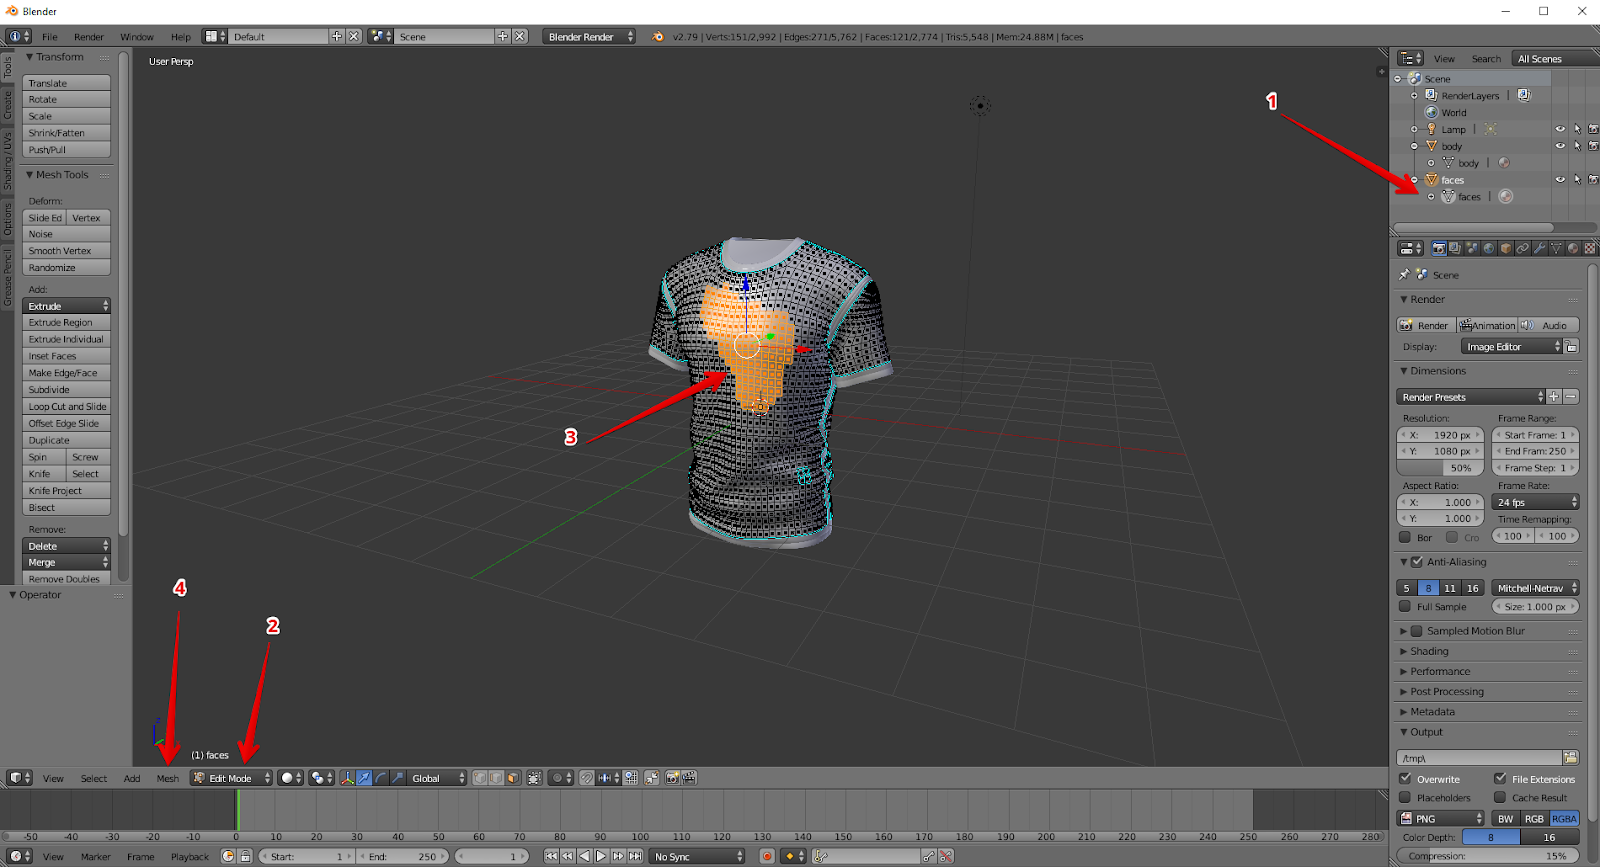 Blender
File Render Window Help Default Scene Blender Render v2.79 | Verts:151/2,992 | Edges:271/5,762 | Faces:121/2,774 | Tris:5,548 | Mem:24.88M | faces
Tools
Create
Shading / UVs
Options
Grease Pencil
Transform
Translate
Rotate
Scale
Shrink/Fatten
Push/Pull
Mesh Tools
Deform:
Slide Ed Vertex
Noise
Smooth Vertex
Randomize
Add:
Extrude
Extrude Region
Extrude Individual
Inset Faces
Make Edge/Face
Subdivide
Loop Cut and Slide
Offset Edge Slide
Duplicate
Spin Screw
Knife Select
Knife Project
Bisect
Remove:
Delete
Merge
Remove Doubles
Operator
User Persp
1
3
4
2
Z
(1) faces
View Search All Scenes
Scene
RenderLayers |
World
Lamp |
body
body |
faces
faces |
Scene
Render
Render Animation Audio
Display: Image Editor
Dimensions
Render Presets
Resolution: Frame Range:
X: 1920 px Start Frame: 1
Y: 1080 px End Fram: 250
50% Frame Step: 1
Aspect Ratio: Frame Rate:
X: 1.000 24 fps
Y: 1.000 Time Remapping:
Bor Cro 100 100
Anti-Aliasing
5 8 11 16 Mitchell-Netrav
Full Sample Size: 1.000 px
Sampled Motion Blur
Shading
Performance
Post Processing
Metadata
Output
/tmp\
Overwrite File Extensions
Placeholders Cache Result
PNG BW RGB RGBA
Color Depth: 8 16
Compression: 15%
View Select Add Mesh Edit Mode Global
-50 -40 -30 -20 -10 0 10 20 30 40 50 60 70 80 90 100 110 120 130 140 150 160 170 180 190 200 210 220 230 240 250 260 270 280
View Marker Frame Playback Start: 1 End: 250 1 No Sync